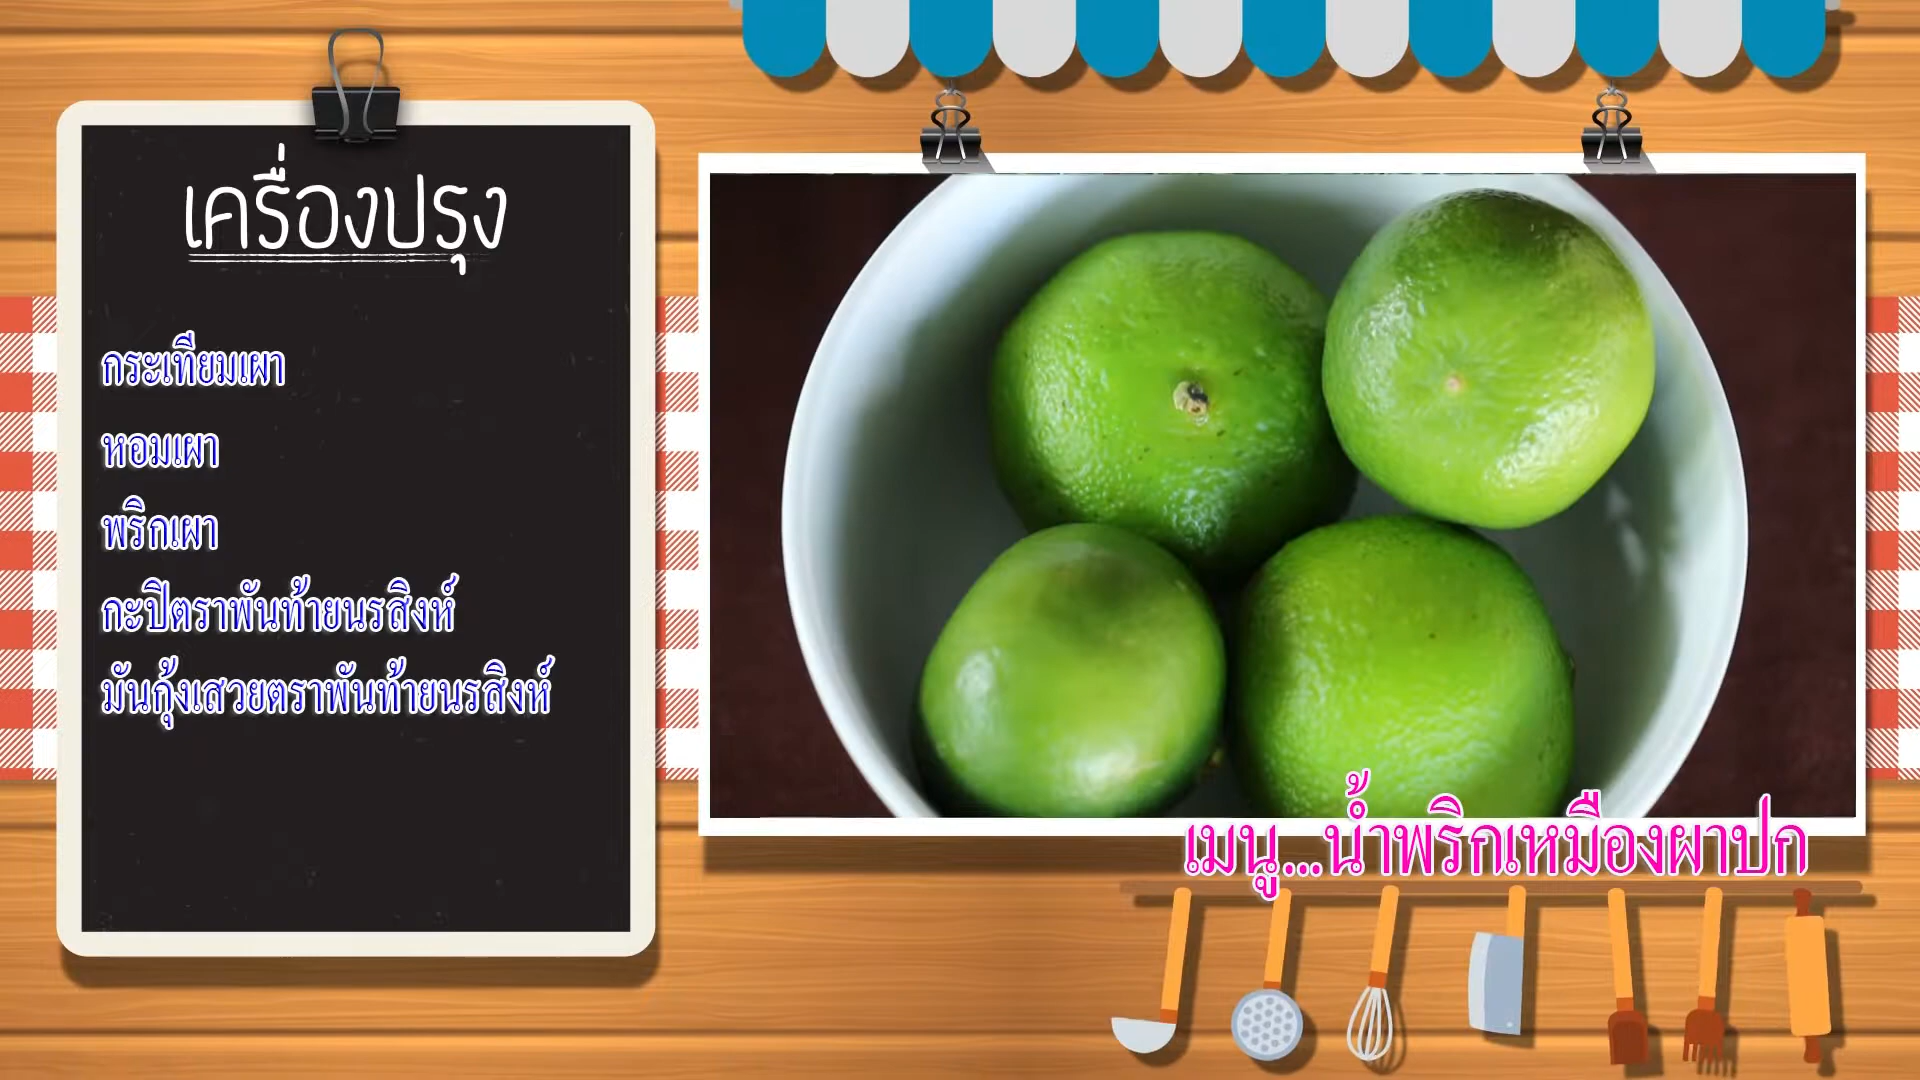 เครื่องปรุง
กระเทียมเผา
หอมเผา
พริกเผา
กะปิตราพันท้ายนรสิงห์
มันกุ้งเสวยตราพันท้ายนรสิงห์
เมนู...น้ำพริกเหมืองผาปก